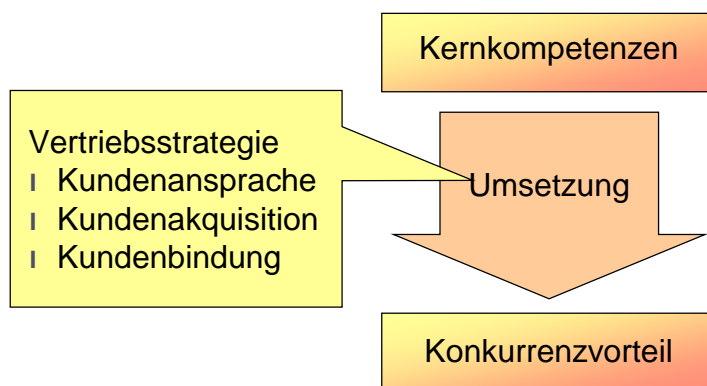 Kernkompetenzen
Vertriebsstrategie
ı Kundenansprache
ı Kundenakquisition
ı Kundenbindung
Umsetzung
Konkurrenzvorteil